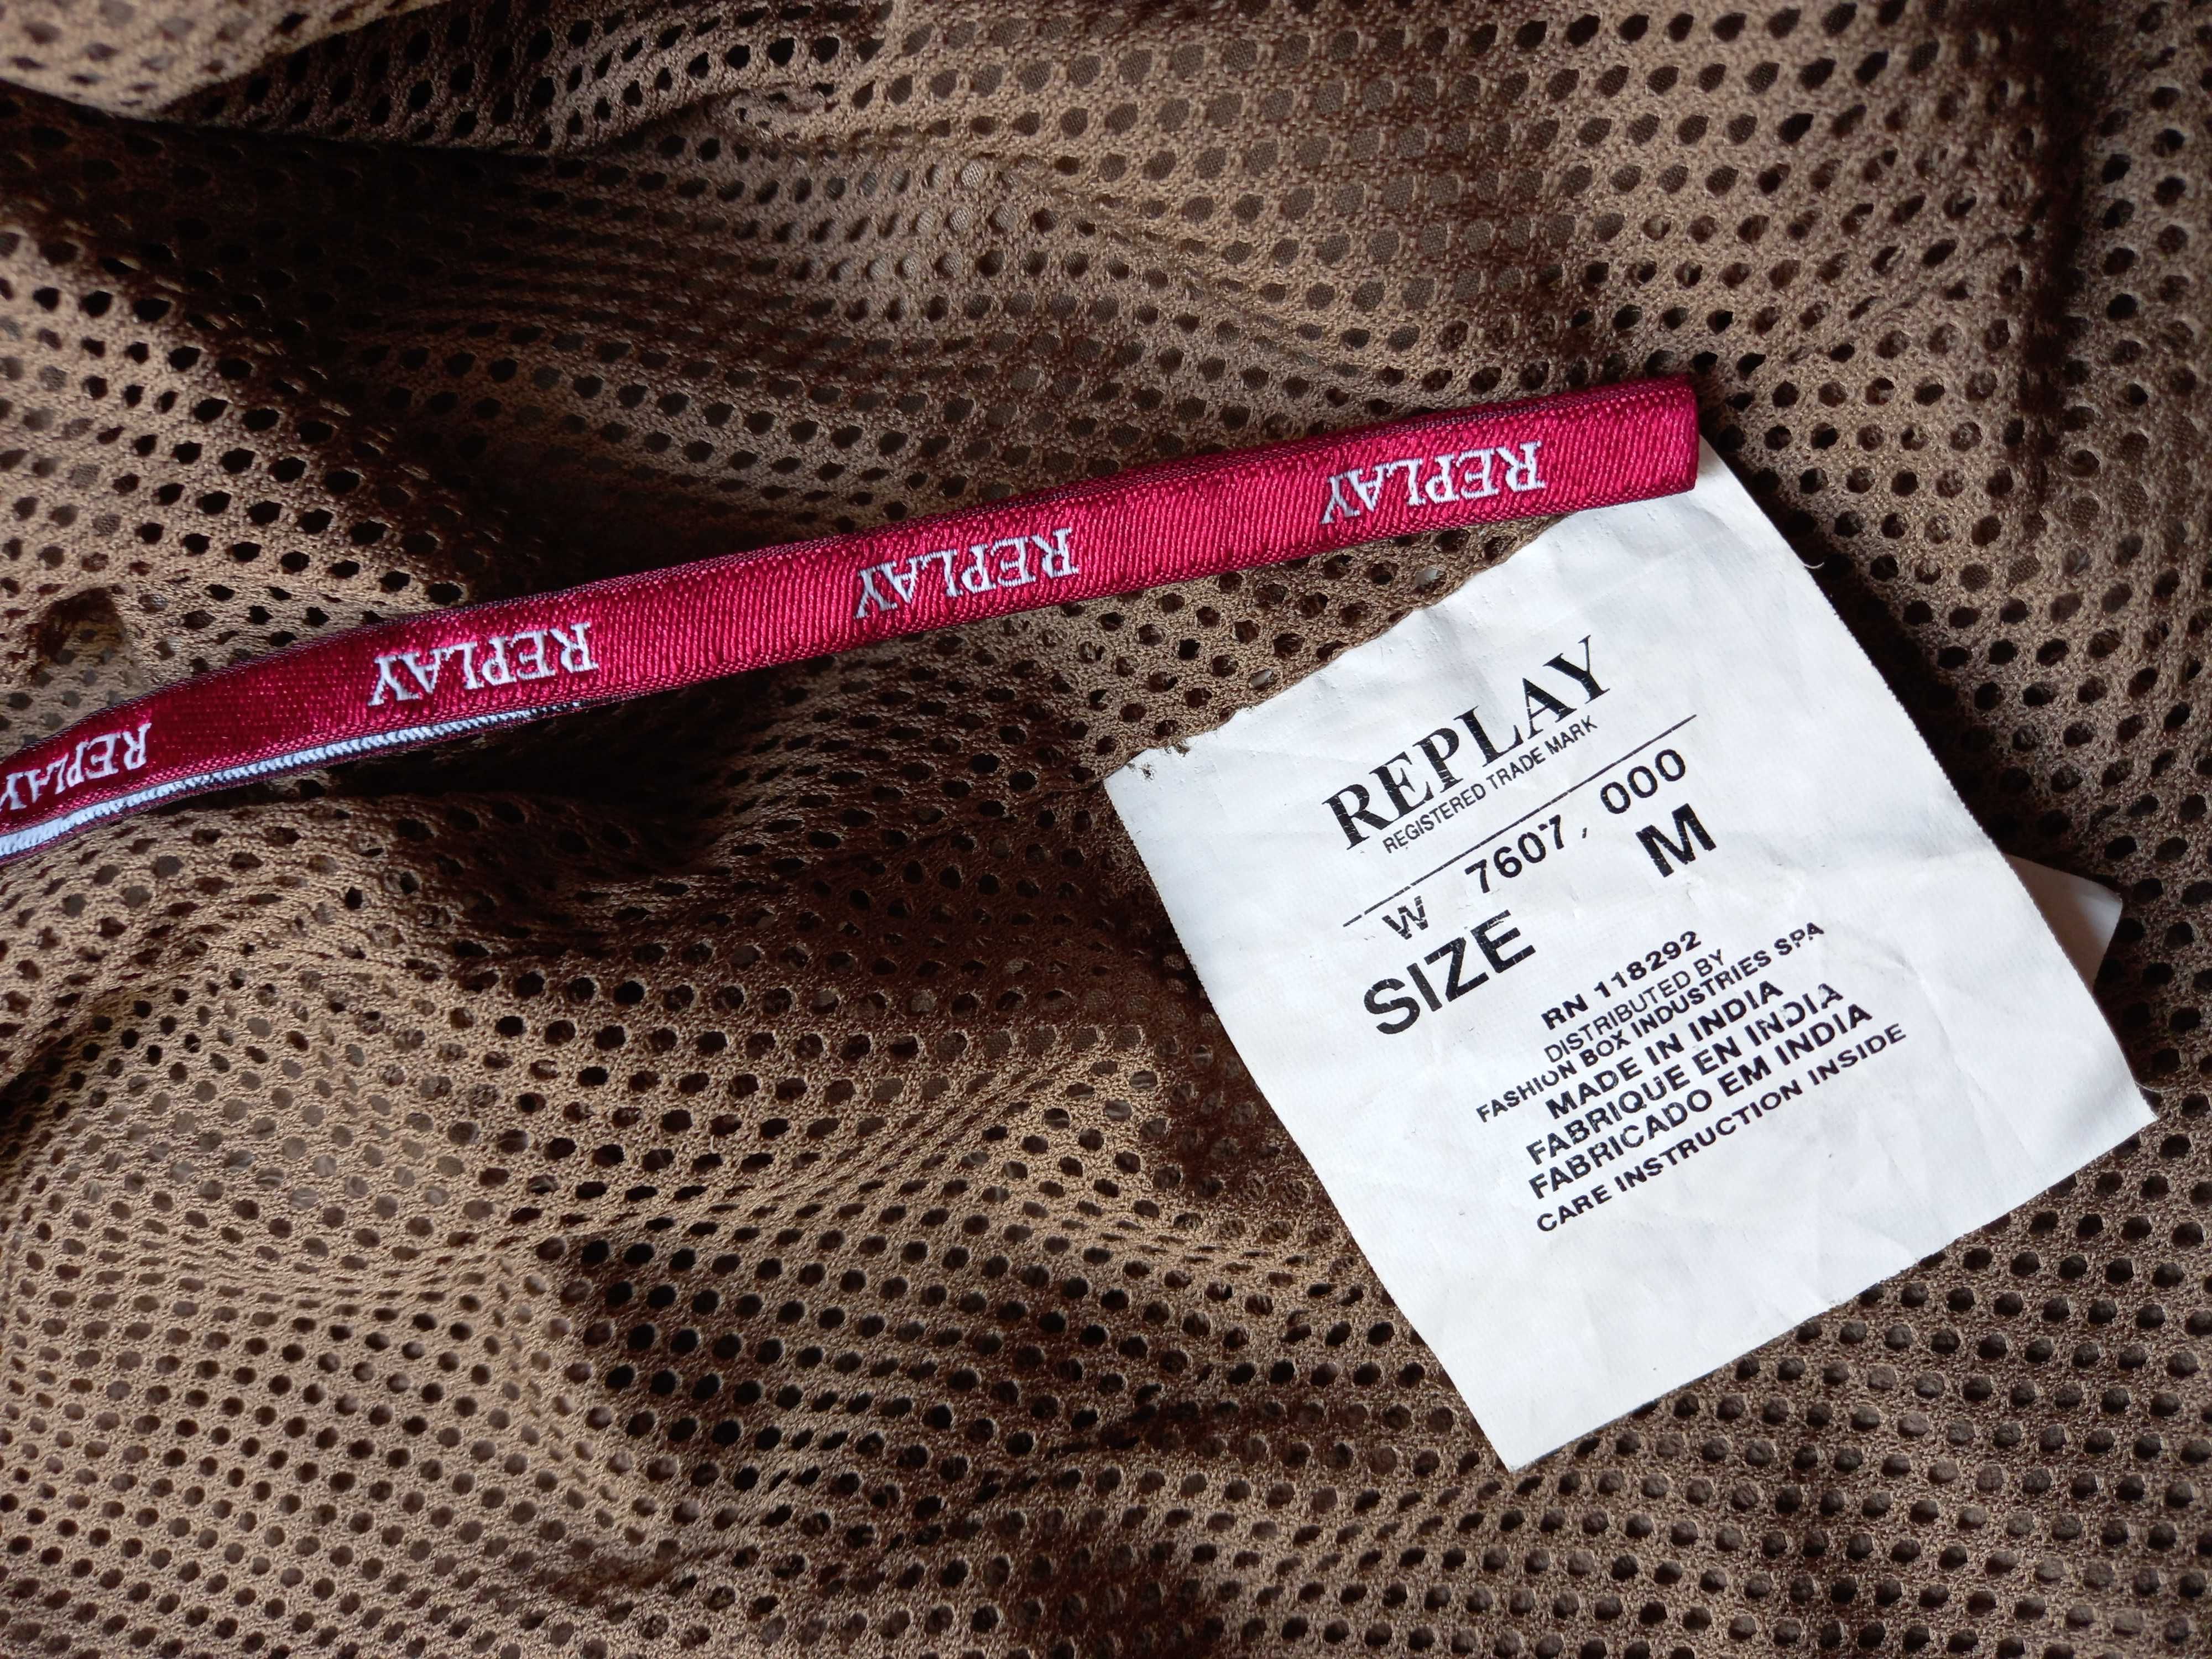 REPLAY
REPLAY
REPLAY
REPLAY
REPLAY
REGISTERED TRADE MARK
W 7607 . 000
SIZE M
RN 118292
DISTRIBUTED BY
FASHION BOX INDUSTRIES SPA
MADE IN INDIA
FABRIQUE EN INDIA
FABRICADO EM INDIA
CARE INSTRUCTION INSIDE